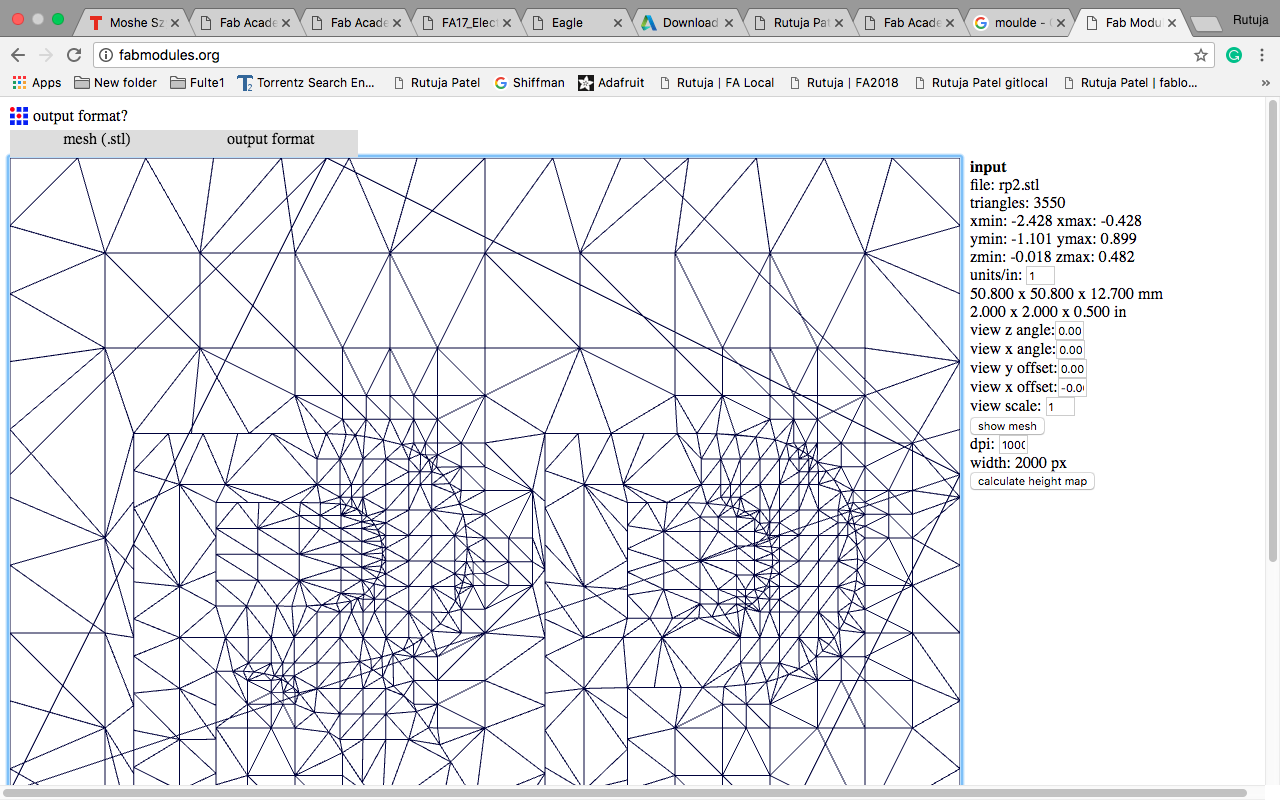 Moshe Sz
Fab Acade
Fab Acade
FA17_Elec
Eagle
Download
Rutuja Pat
Fab Acade
moulde - G
Fab Modu
Rutuja
fabmodules.org
Apps
New folder
Fulte1
Torrentz Search En...
Rutuja Patel
Shiffman
Adafruit
Rutuja | FA Local
Rutuja | FA2018
Rutuja Patel gitlocal
Rutuja Patel | fablo...
»
output format?
mesh (.stl)
output format
input
file: rp2.stl
triangles: 3550
xmin: -2.428 xmax: -0.428
ymin: -1.101 ymax: 0.899
zmin: -0.018 zmax: 0.482
units/in: 1
50.800 x 50.800 x 12.700 mm
2.000 x 2.000 x 0.500 in
view z angle: 0.00
view x angle: 0.00
view y offset: 0.00
view x offset: -0.0
view scale: 1
show mesh
dpi: 1000
width: 2000 px
calculate height map